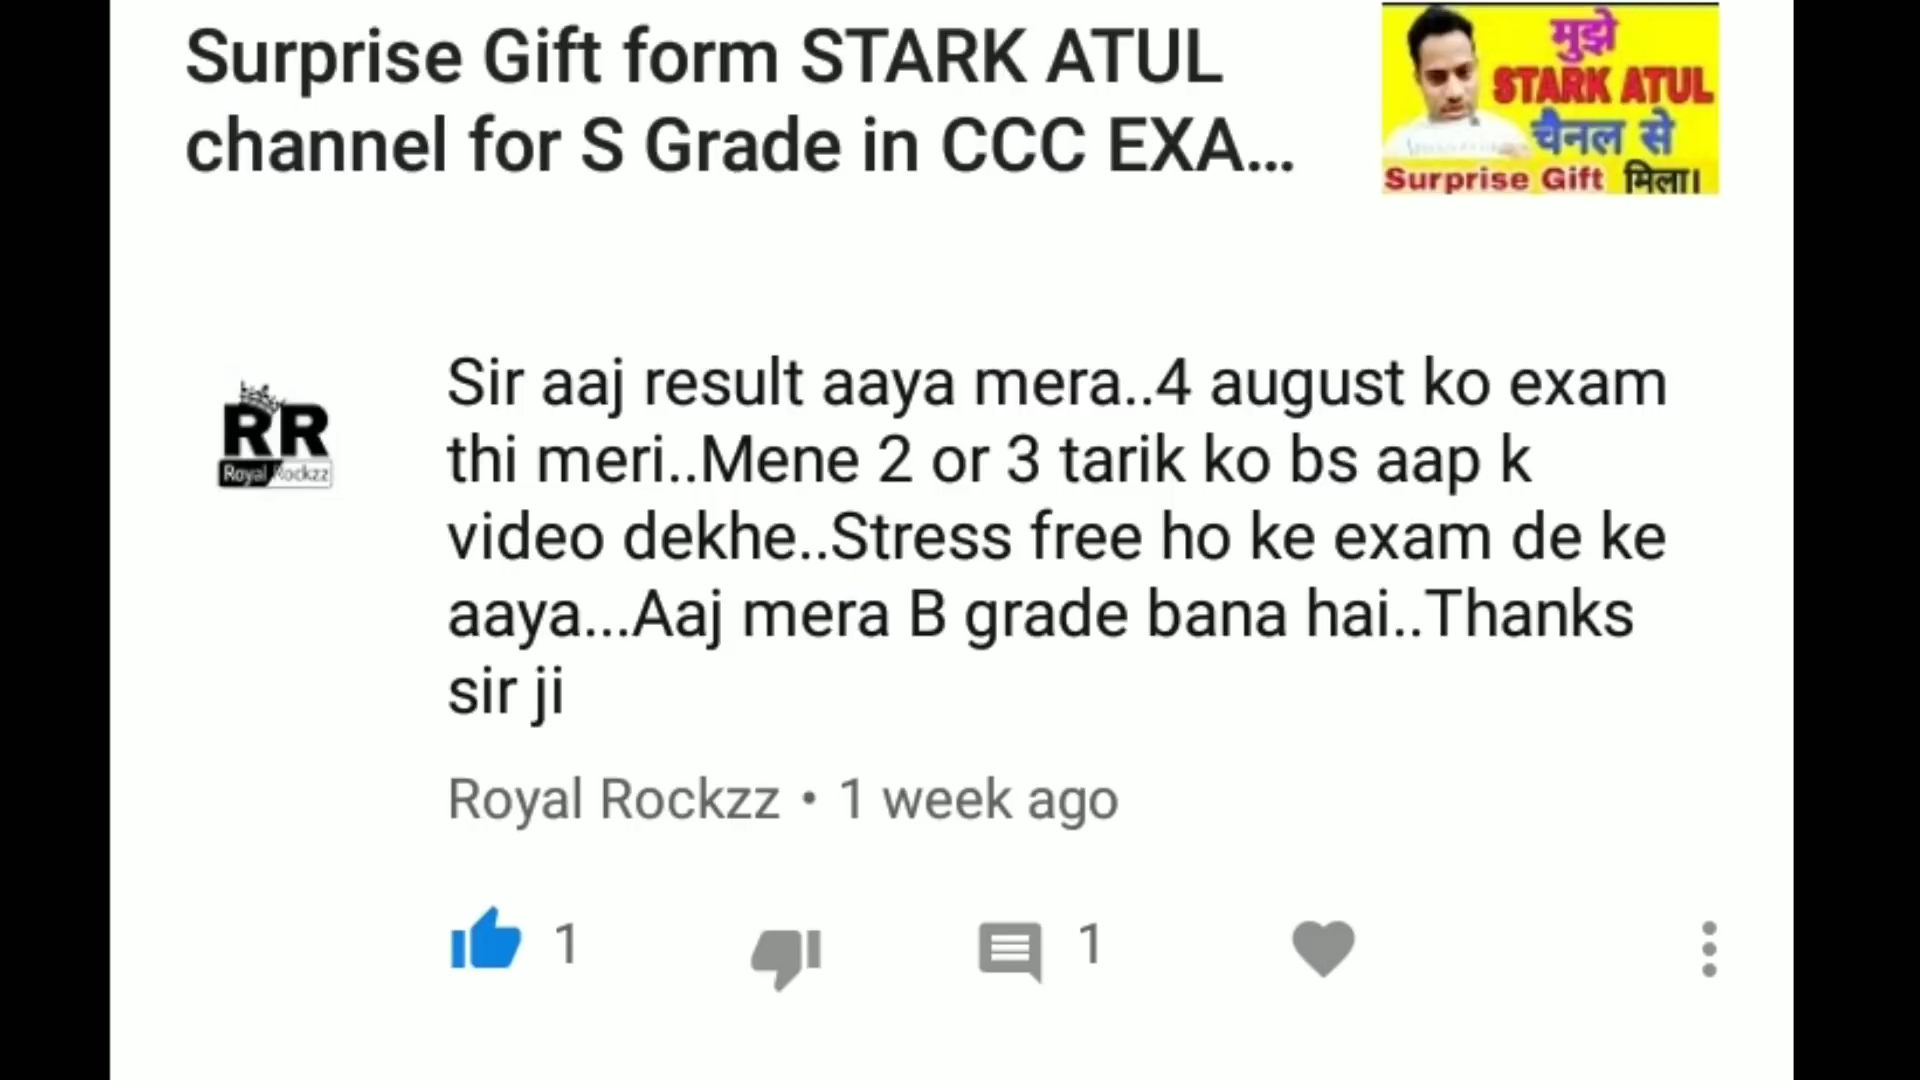 Surprise Gift form STARK ATUL
channel for S Grade in CCC EXA...
मुझे
STARK ATUL
चैनल से
Surprise Gift मिला।
RR
Royal Rockzz
Sir aaj result aaya mera..4 august ko exam
thi meri..Mene 2 or 3 tarik ko bs aap k
video dekhe..Stress free ho ke exam de ke
aaya...Aaj mera B grade bana hai..Thanks
sir ji
Royal Rockzz • 1 week ago
1
1